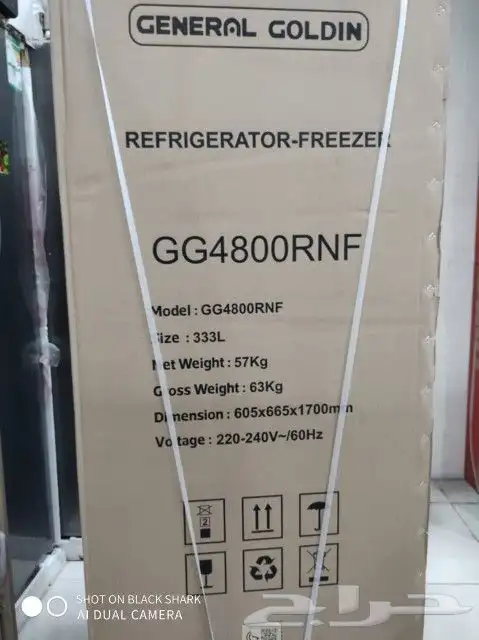 GENERAL GOLDIN
REFRIGERATOR-FREEZER
GG4800RNF
Model : GG4800RNF
Size : 333L
Net Weight : 57Kg
Gross Weight : 63Kg
Dimension : 605x665x1700mm
Voltage : 220-240V~/60Hz
2
SHOT ON BLACK SHARK
AI DUAL CAMERA
حراج